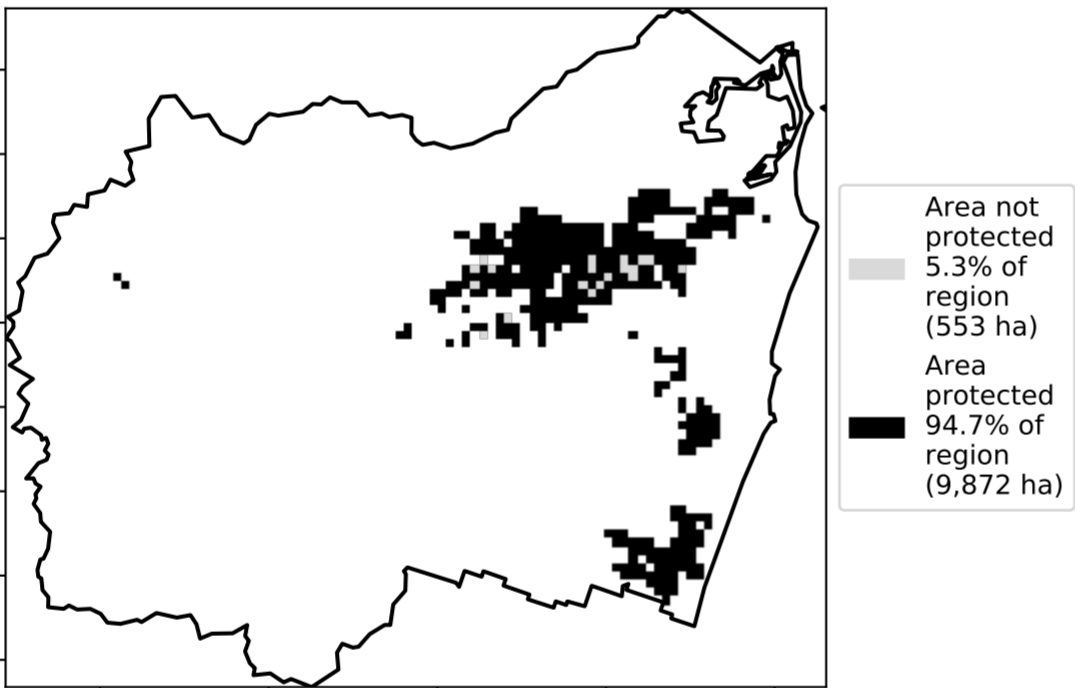 Area not
protected
5.3% of
region
(553 ha)
Area
protected
94.7% of
region
(9,872 ha)